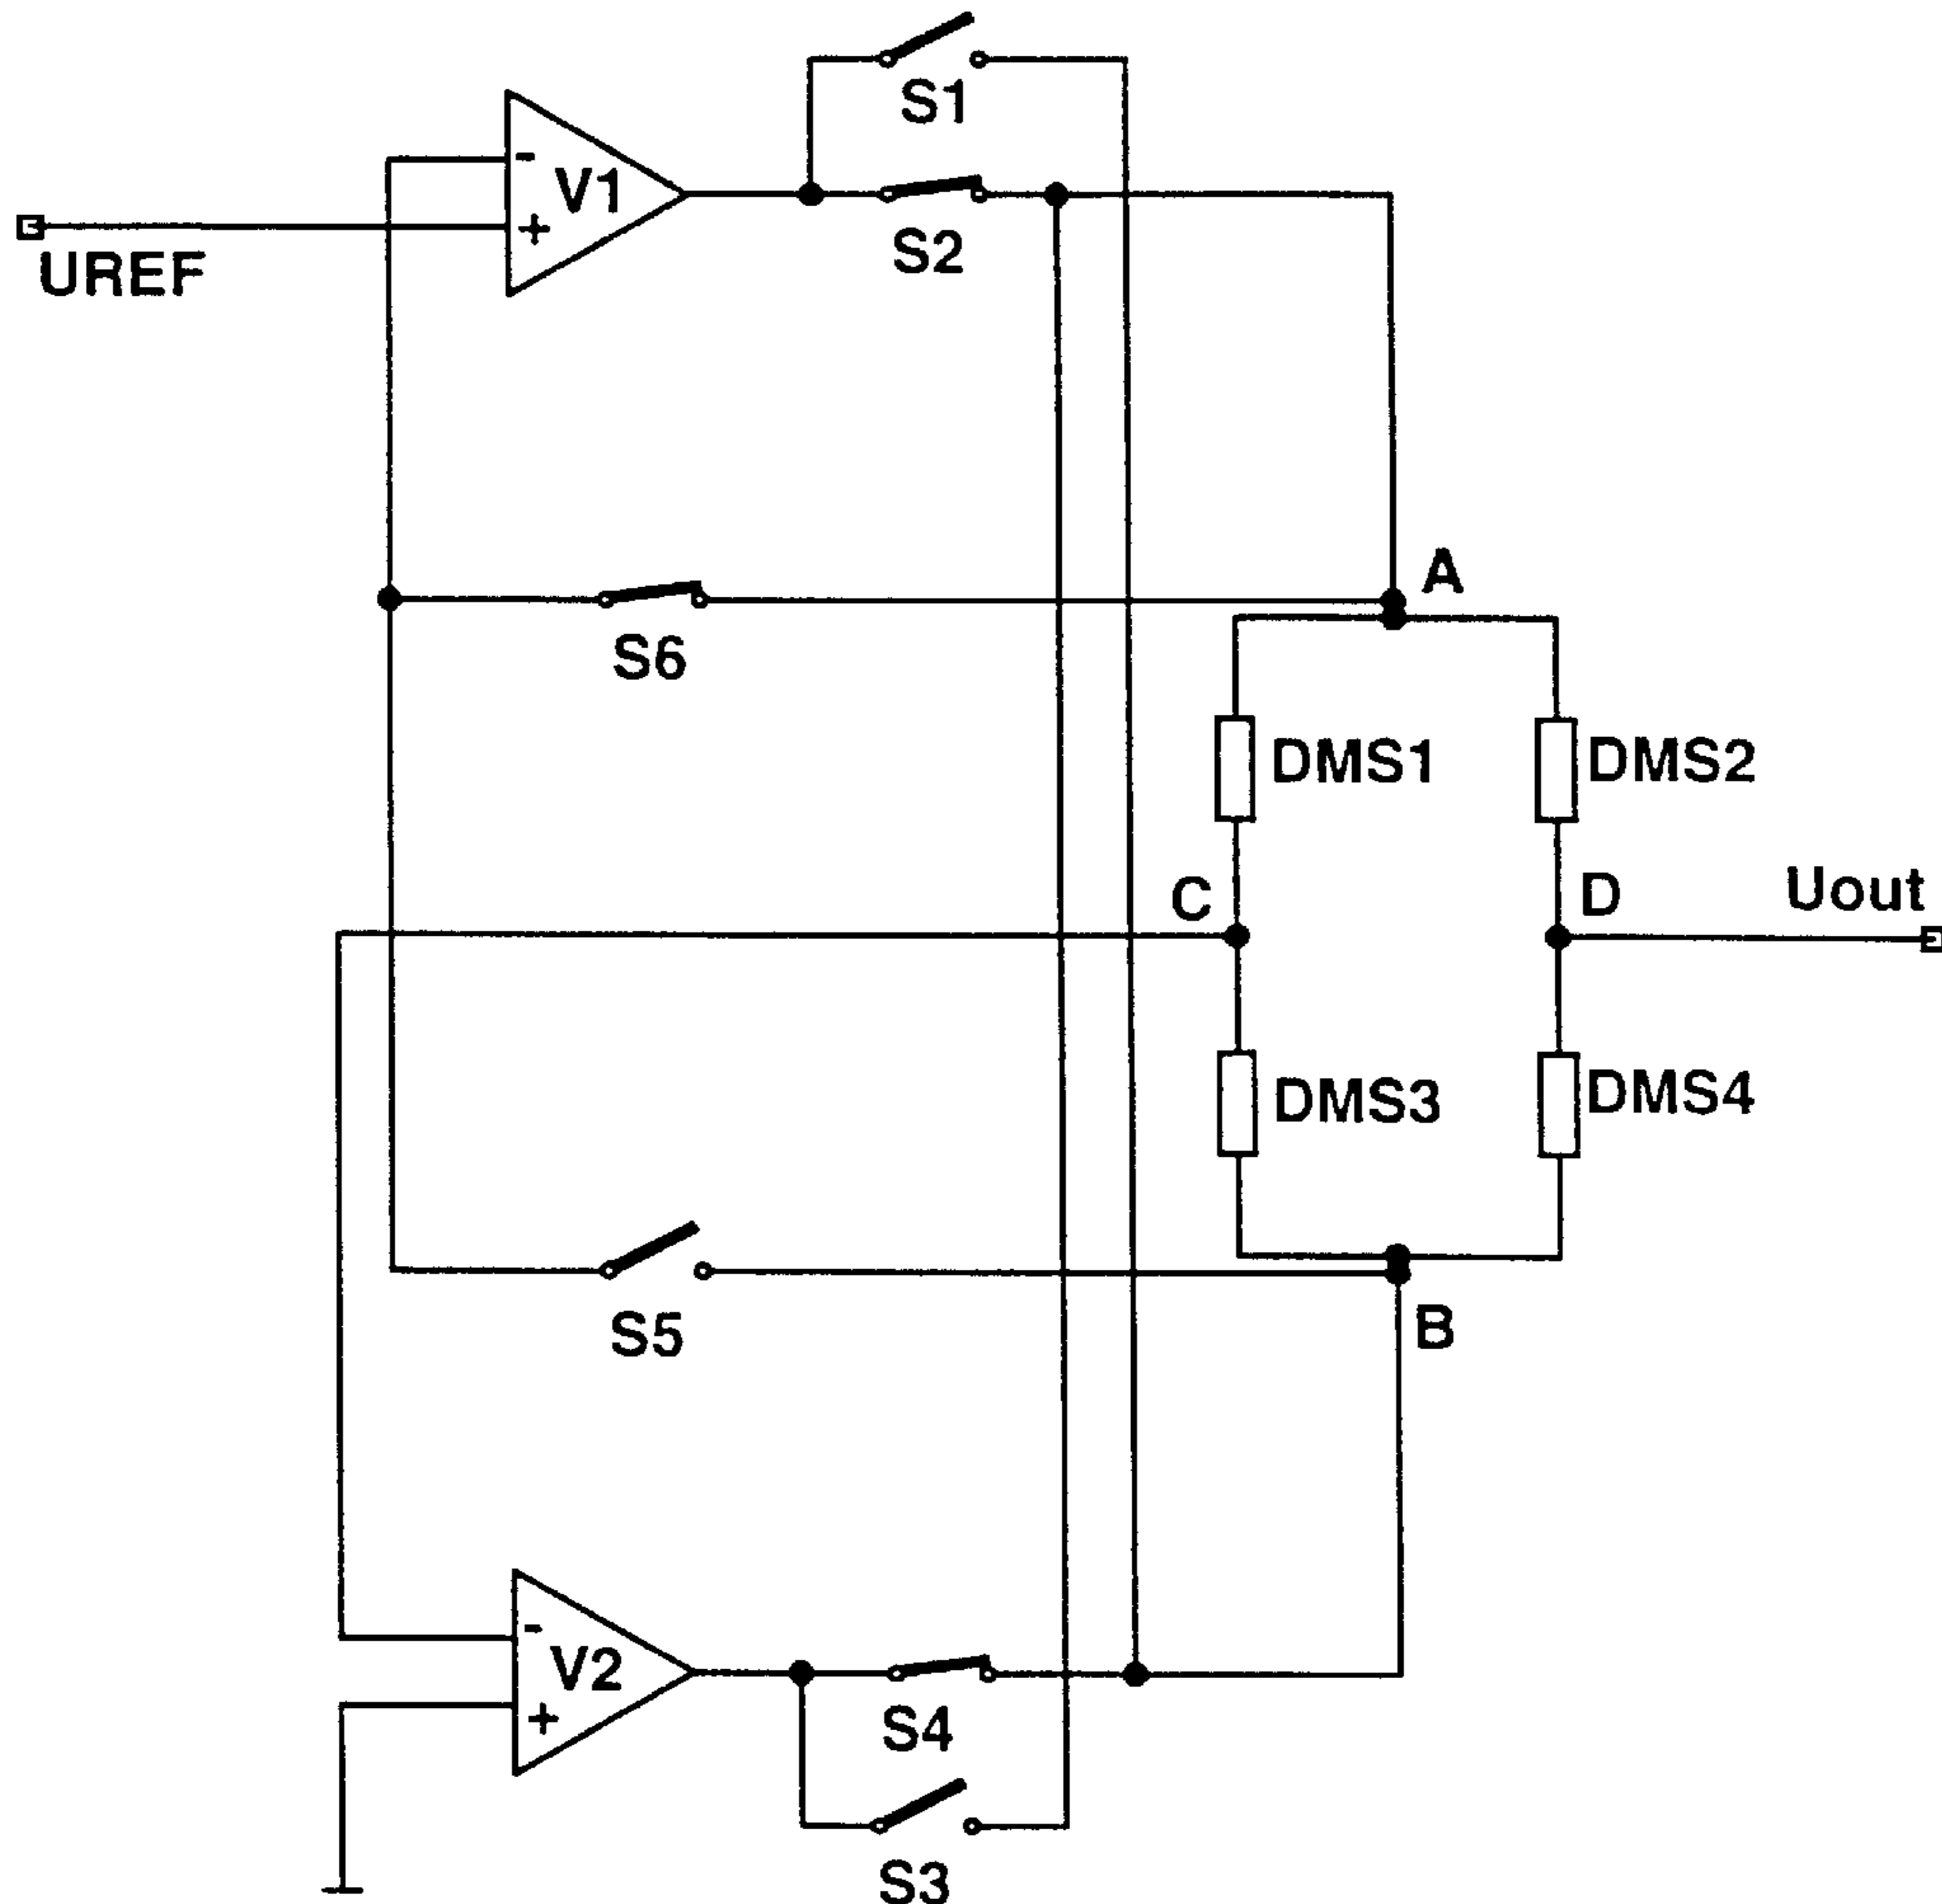 S1
-
V1
+
S2
UREF
A
S6
DMS1
DMS2
C
D
Uout
DMS3
DMS4
S5
B
-
V2
+
S4
S3